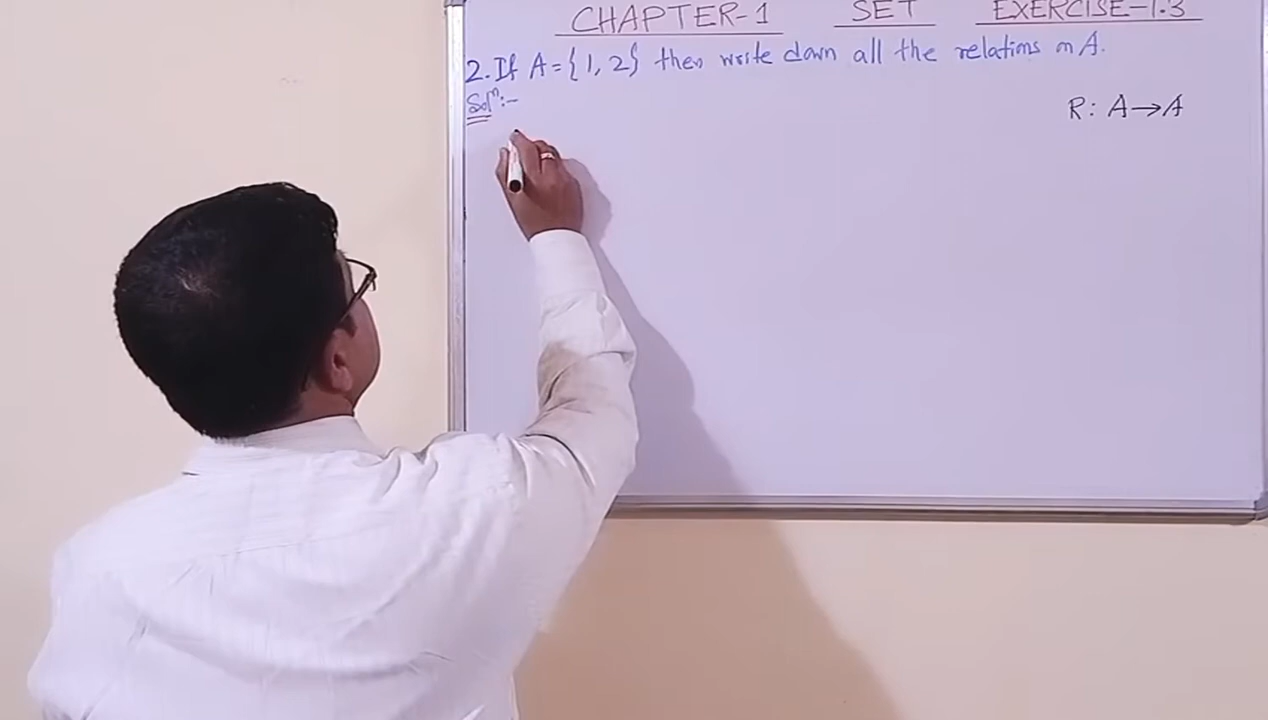 CHAPTER-1 SET EXERCISE-1.3
2. If A = {1, 2} then write down all the relations on A.
Solⁿ:-
R: A→A